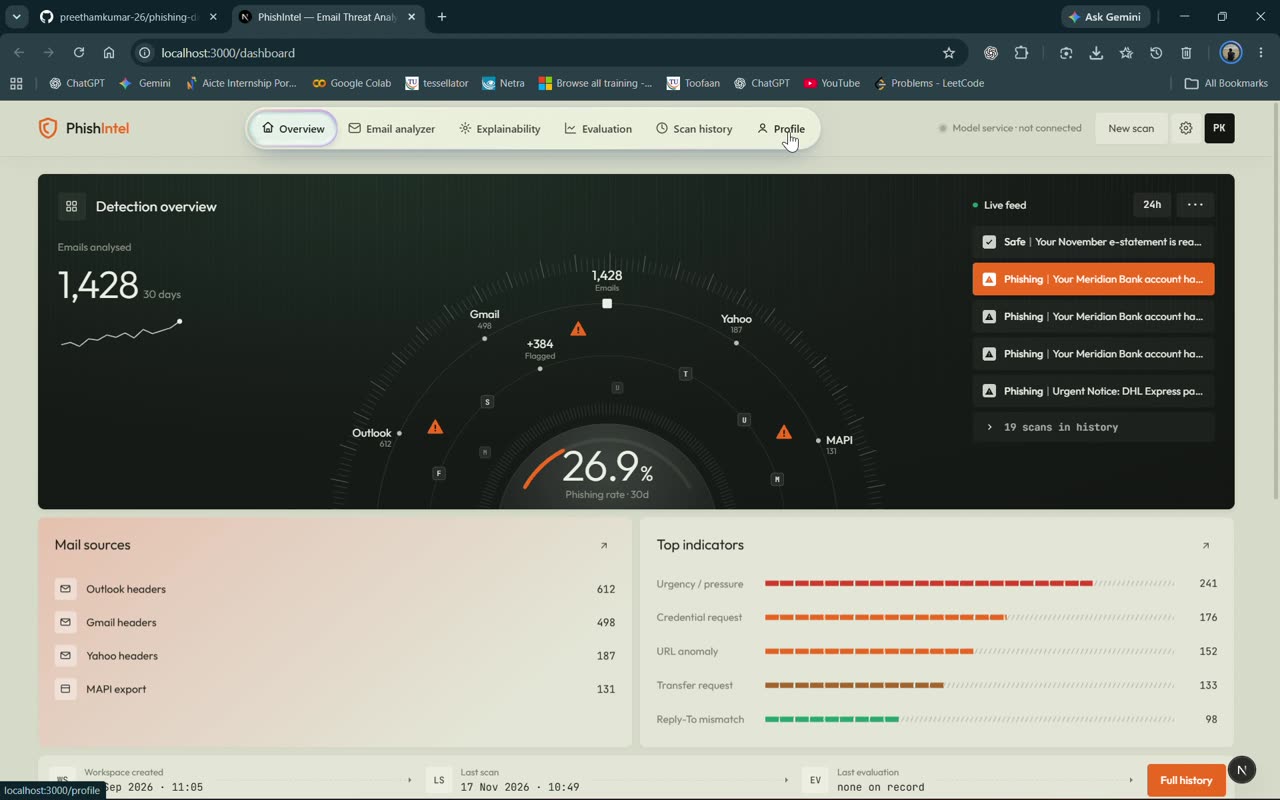 preethamkumar-26/phishing-d
PhishIntel — Email Threat Analy
Ask Gemini
localhost:3000/dashboard
ChatGPT
Gemini
Aicte Internship Por...
Google Colab
tessellator
Netra
Browse all training -...
Toofaan
ChatGPT
YouTube
Problems - LeetCode
All Bookmarks
PhishIntel
Overview
Email analyzer
Explainability
Evaluation
Scan history
Profile
Model service · not connected
New scan
PK
Detection overview
Emails analysed
1,428 30 days
1,428
Emails
Gmail
498
Yahoo
187
+384
Flagged
Outlook
612
MAPI
131
S
T
D
U
M
F
M
26.9%
Phishing rate · 30d
Live feed
24h
Safe | Your November e-statement is rea...
Phishing | Your Meridian Bank account ha...
Phishing | Your Meridian Bank account ha...
Phishing | Your Meridian Bank account ha...
Phishing | Urgent Notice: DHL Express pa...
19 scans in history
Mail sources
Outlook headers 612
Gmail headers 498
Yahoo headers 187
MAPI export 131
Top indicators
Urgency / pressure 241
Credential request 176
URL anomaly 152
Transfer request 133
Reply-To mismatch 98
Workspace created
Sep 2026 · 11:05
LS
Last scan
17 Nov 2026 · 10:49
EV
Last evaluation
none on record
Full history
N
localhost:3000/profile